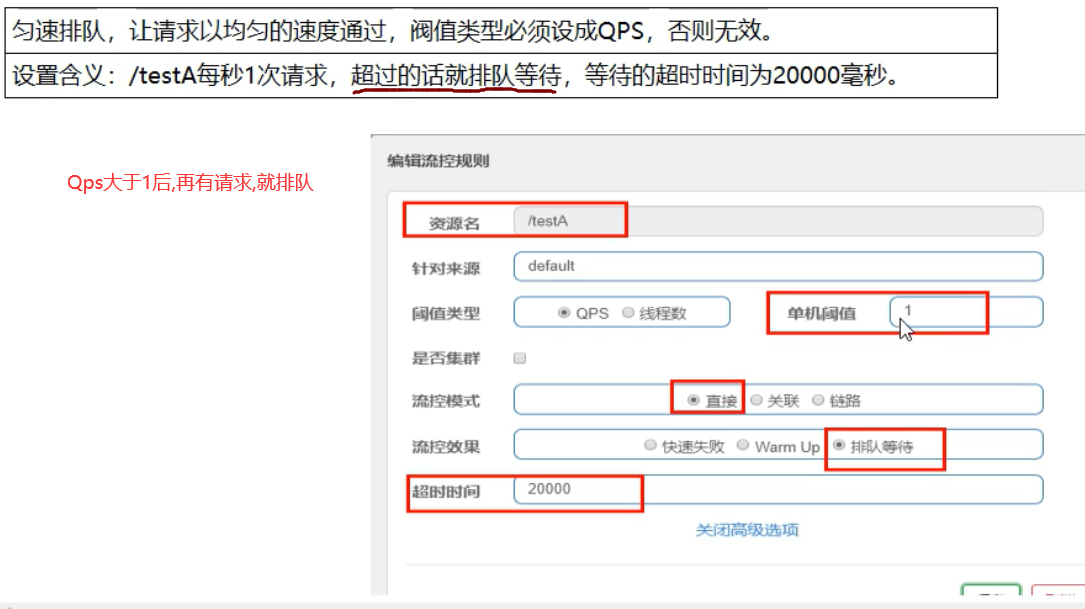 匀速排队，让请求以均匀的速度通过，阀值类型必须设成QPS，否则无效。
设置含义：/testA每秒1次请求，超过的话就排队等待，等待的超时时间为20000毫秒。
编辑流控规则
Qps大于1后,再有请求,就排队
资源名 /testA
针对来源 default
阈值类型 QPS 线程数 单机阈值 1
是否集群
流控模式 直接 关联 链路
流控效果 快速失败 Warm Up 排队等待
超时时间 20000
关闭高级选项